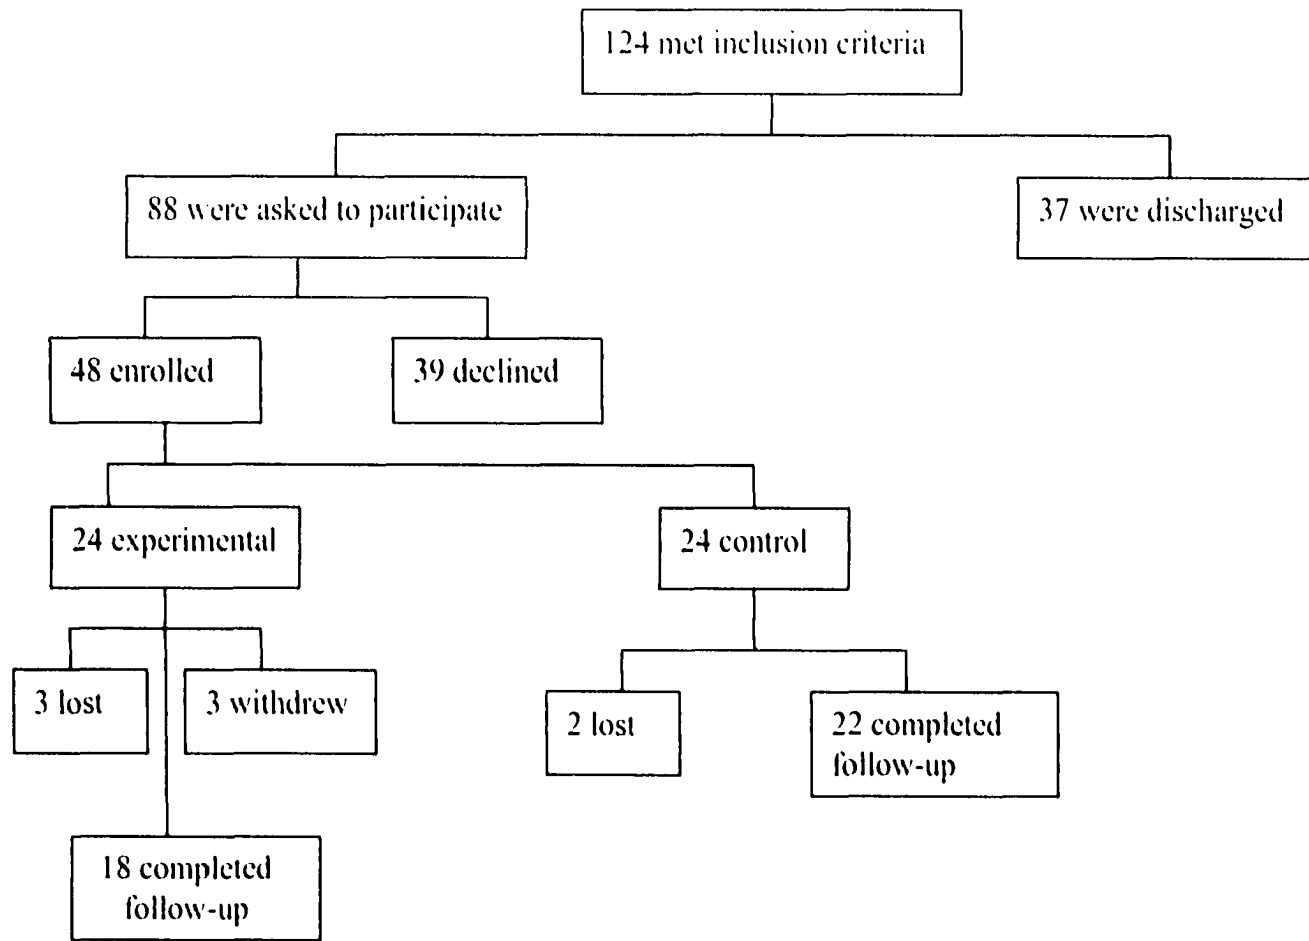 124 met inclusion criteria
88 were asked to participate
37 were discharged
48 enrolled
39 declined
24 experimental
24 control
3 lost
3 withdrew
2 lost
22 completed
follow-up
18 completed
follow-up